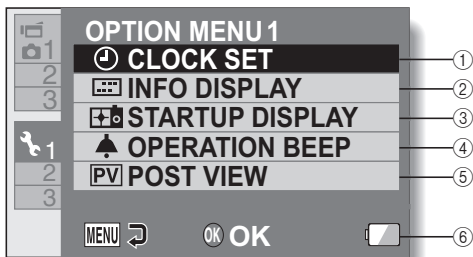 OPTION MENU 1
1
CLOCK SET ①
2
INFO DISPLAY ②
3
STARTUP DISPLAY ③
1
OPERATION BEEP ④
2
PV POST VIEW ⑤
3
MENU OK OK ⑥